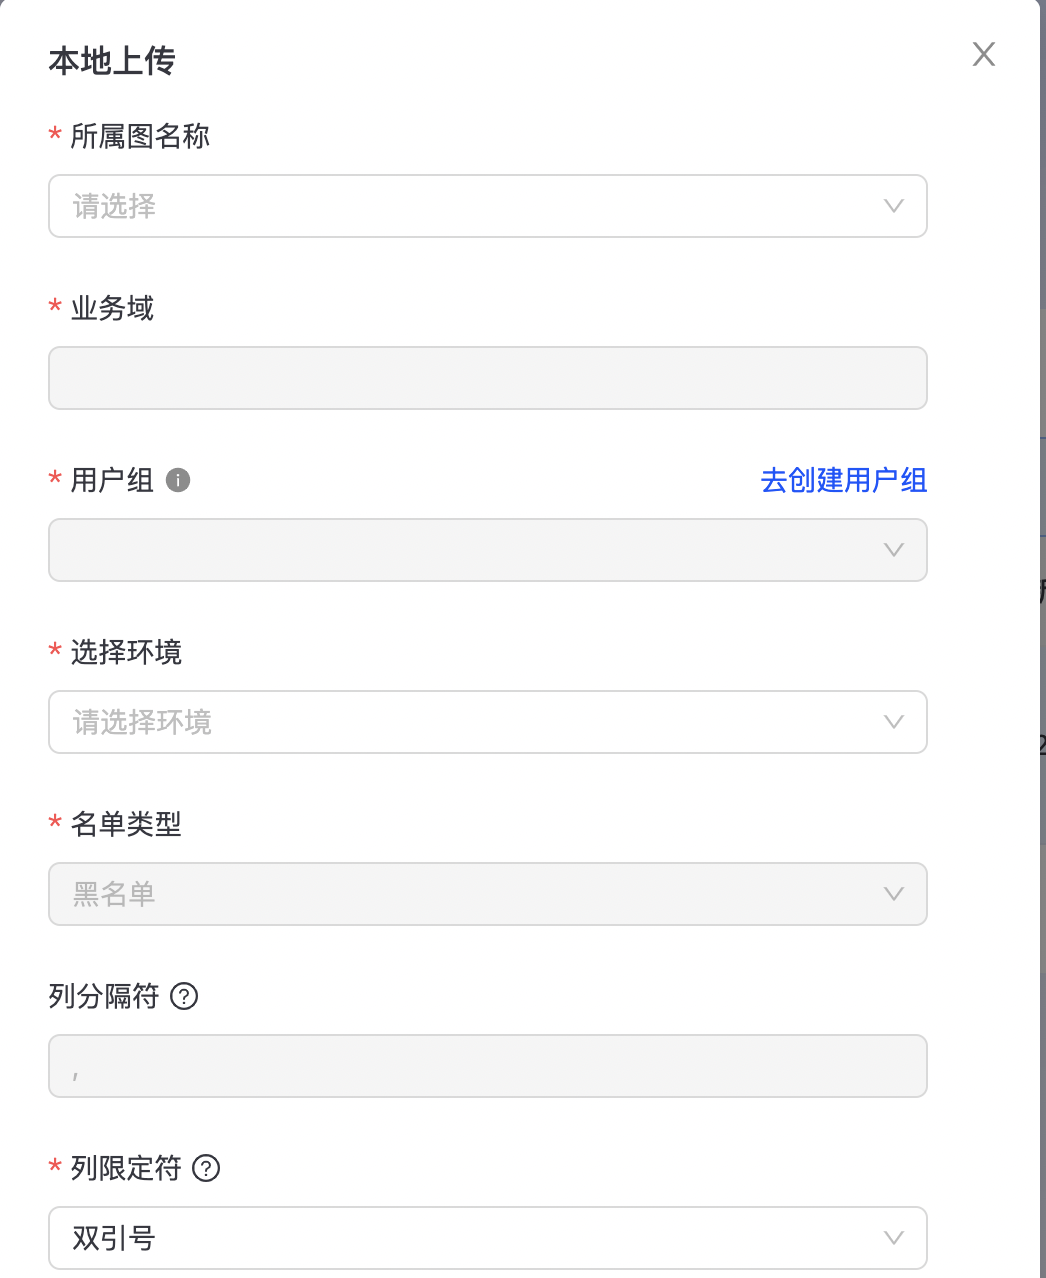 本地上传
* 所属图名称
请选择
* 业务域
* 用户组 去创建用户组
* 选择环境
请选择环境
* 名单类型
黑名单
列分隔符
,
* 列限定符
双引号